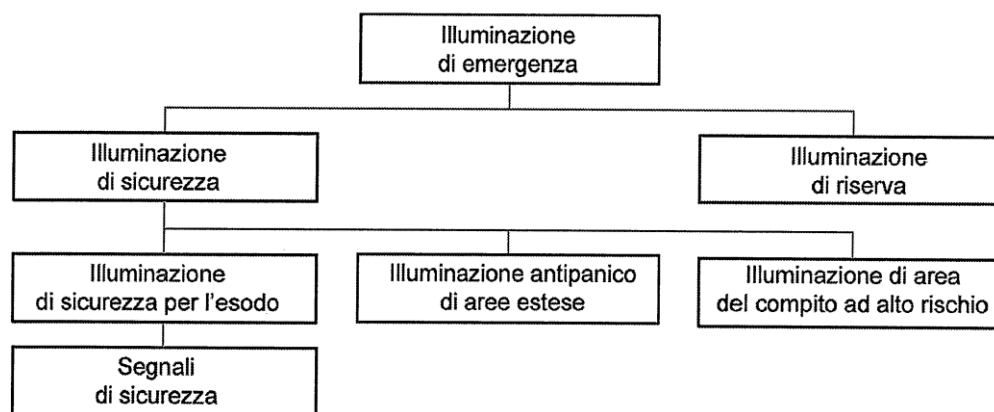 Illuminazione
di emergenza
Illuminazione
di sicurezza
Illuminazione
di riserva
Illuminazione
di sicurezza per l'esodo
Illuminazione antipanico
di aree estese
Illuminazione di area
del compito ad alto rischio
Segnali
di sicurezza